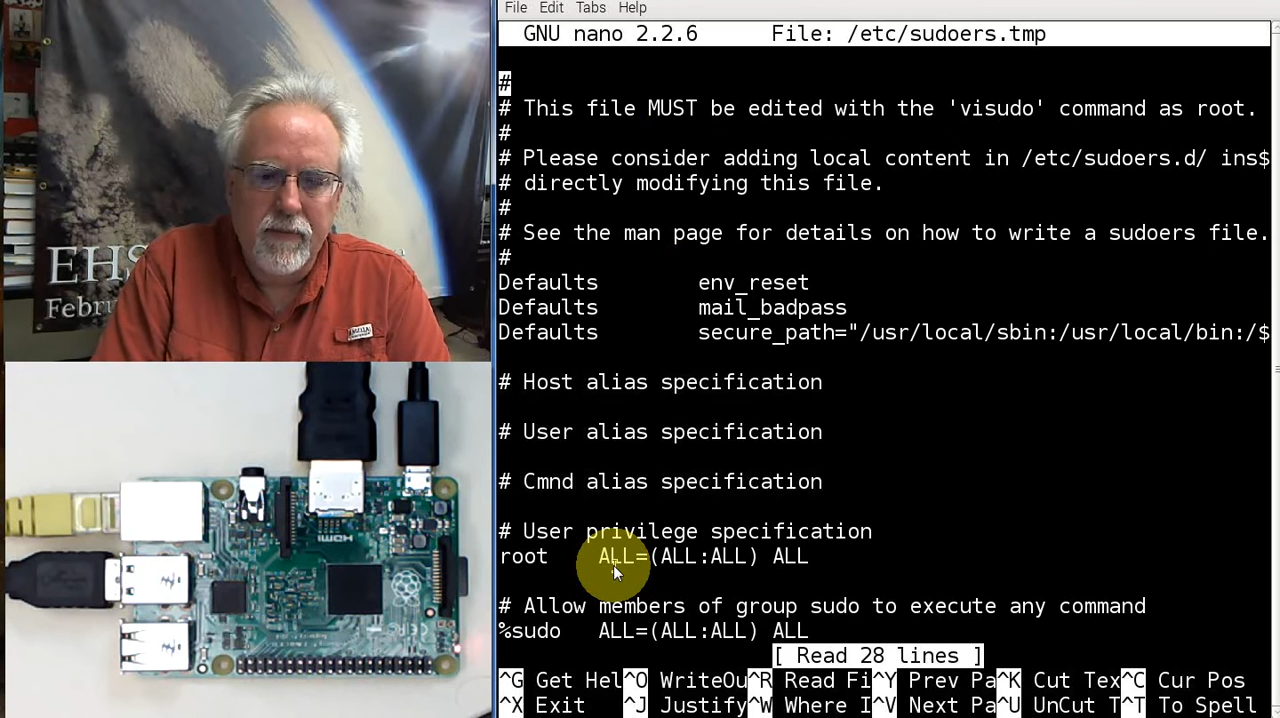 File Edit Tabs Help
GNU nano 2.2.6 File: /etc/sudoers.tmp
#
# This file MUST be edited with the 'visudo' command as root.
#
# Please consider adding local content in /etc/sudoers.d/ ins$
# directly modifying this file.
#
# See the man page for details on how to write a sudoers file.
#
Defaults env_reset
Defaults mail_badpass
Defaults secure_path="/usr/local/sbin:/usr/local/bin:/$
# Host alias specification
# User alias specification
# Cmnd alias specification
# User privilege specification
root ALL=(ALL:ALL) ALL
# Allow members of group sudo to execute any command
%sudo ALL=(ALL:ALL) ALL
[ Read 28 lines ]
^G Get Hel^O WriteOu^R Read Fi^Y Prev Pa^K Cut Tex^C Cur Pos
^X Exit ^J Justify^W Where I^V Next Pa^U UnCut T^T To Spell
EHS
Febru
HDMI